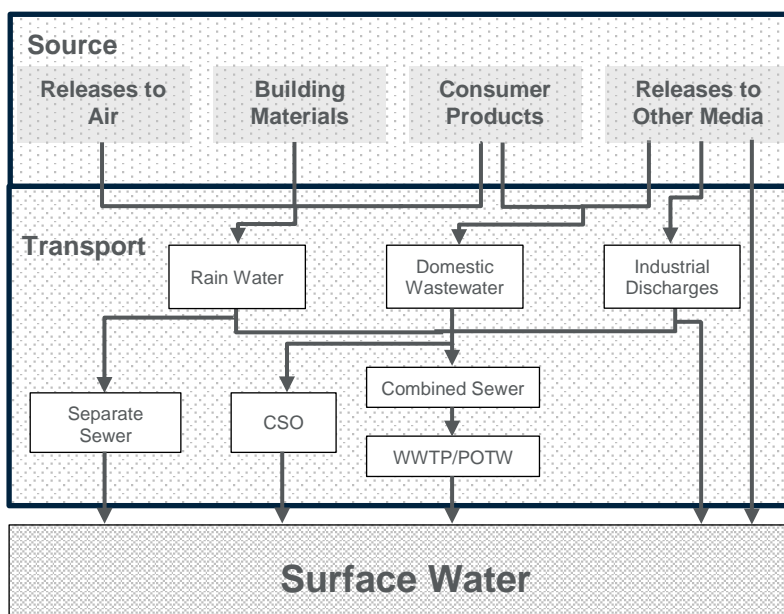 Source
Releases to
Air
Building
Materials
Consumer
Products
Releases to
Other Media
Transport
Rain Water
Domestic
Wastewater
Industrial
Discharges
Separate
Sewer
CSO
Combined Sewer
WWTP/POTW
Surface Water